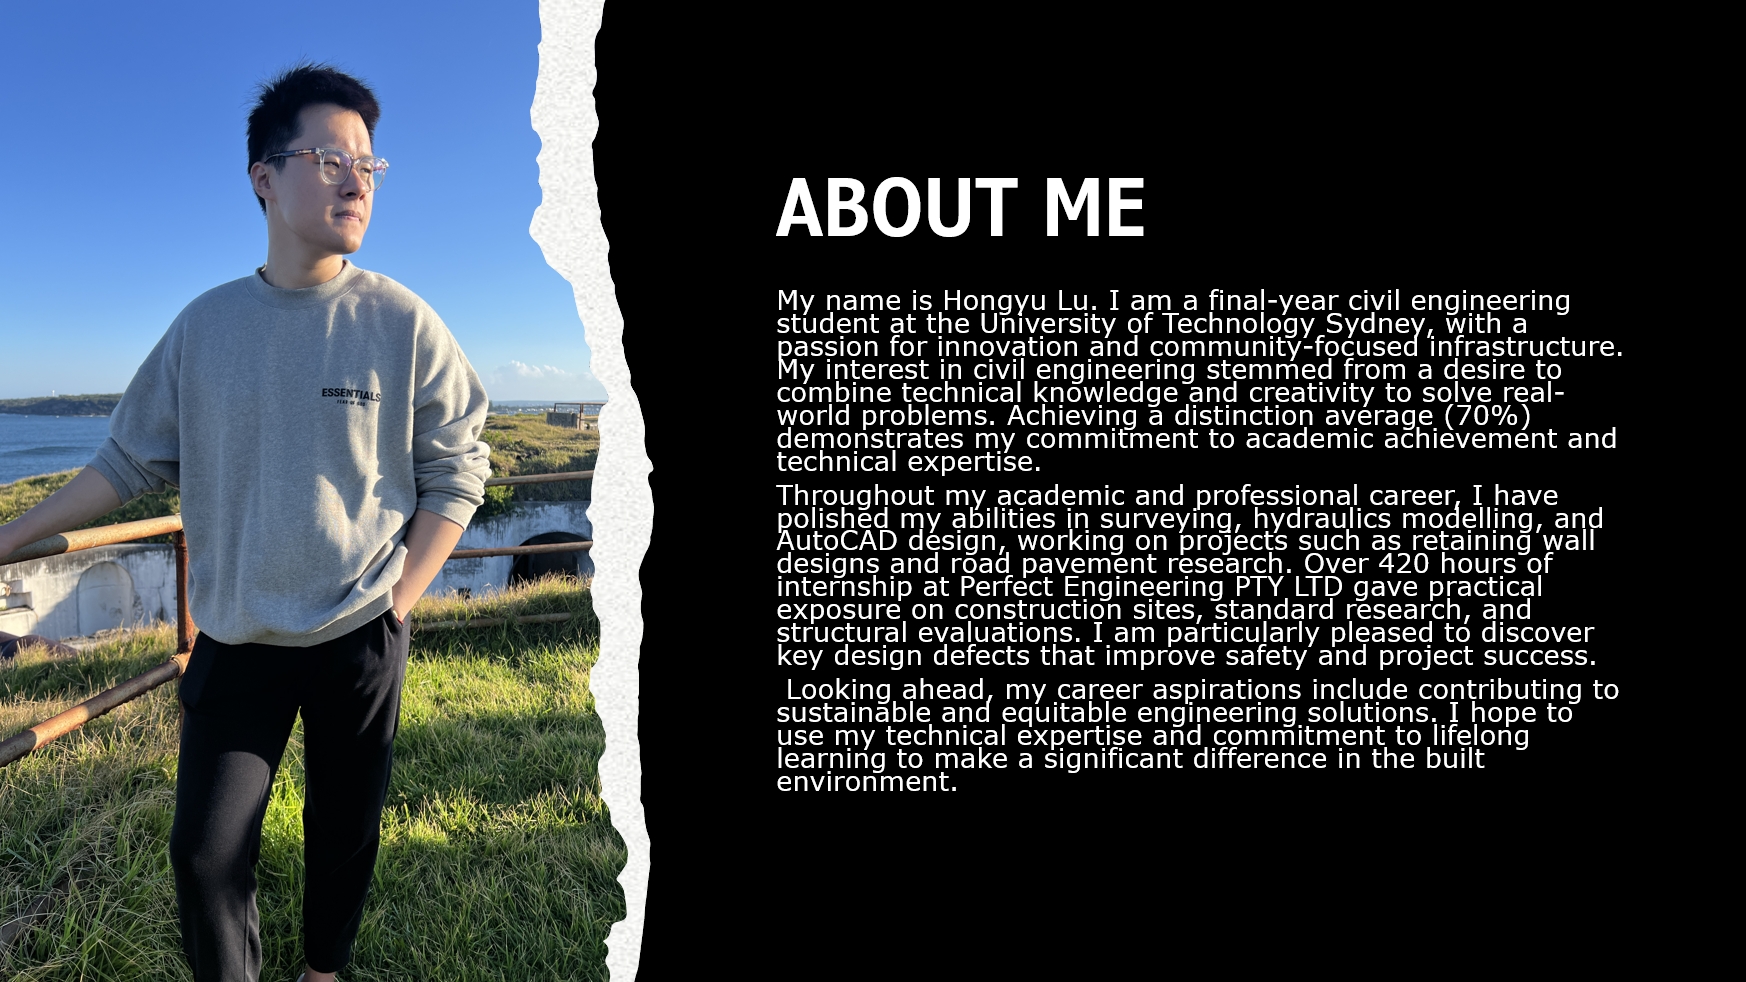 ESSENTIALS
FEAR OF GOD
ABOUT ME
My name is Hongyu Lu. I am a final-year civil engineering
student at the University of Technology Sydney, with a
passion for innovation and community-focused infrastructure.
My interest in civil engineering stemmed from a desire to
combine technical knowledge and creativity to solve real-
world problems. Achieving a distinction average (70%)
demonstrates my commitment to academic achievement and
technical expertise.
Throughout my academic and professional career, I have
polished my abilities in surveying, hydraulics modelling, and
AutoCAD design, working on projects such as retaining wall
designs and road pavement research. Over 420 hours of
internship at Perfect Engineering PTY LTD gave practical
exposure on construction sites, standard research, and
structural evaluations. I am particularly pleased to discover
key design defects that improve safety and project success.
Looking ahead, my career aspirations include contributing to
sustainable and equitable engineering solutions. I hope to
use my technical expertise and commitment to lifelong
learning to make a significant difference in the built
environment.